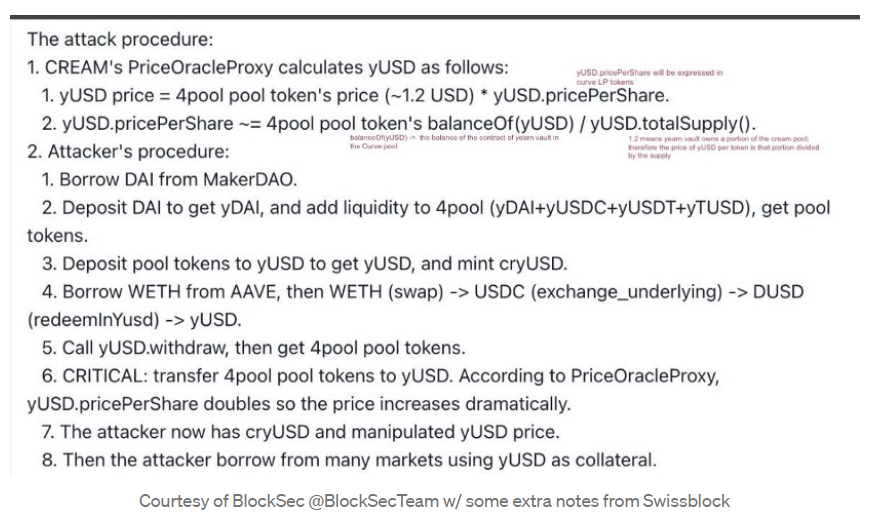 The attack procedure:
1. CREAM's PriceOracleProxy calculates yUSD as follows:
yUSD.pricePerShare will be expressed in
curve LP tokens
1. yUSD price = 4pool pool token's price (~1.2 USD) * yUSD.pricePerShare.
2. yUSD.pricePerShare ~= 4pool pool token's balanceOf(yUSD) / yUSD.totalSupply().
balanceOf(yUSD) -> the balance of the contract of yearn vault in
the Curve pool
1.2 means yearn vault owns a portion of the cream pool;
therefore the price of yUSD per token is that portion divided
by the supply
2. Attacker's procedure:
1. Borrow DAI from MakerDAO.
2. Deposit DAI to get yDAI, and add liquidity to 4pool (yDAI+yUSDC+yUSDT+yTUSD), get pool
tokens.
3. Deposit pool tokens to yUSD to get yUSD, and mint cryUSD.
4. Borrow WETH from AAVE, then WETH (swap) -> USDC (exchange_underlying) -> DUSD
(redeemInYusd) -> yUSD.
5. Call yUSD.withdraw, then get 4pool pool tokens.
6. CRITICAL: transfer 4pool pool tokens to yUSD. According to PriceOracleProxy,
yUSD.pricePerShare doubles so the price increases dramatically.
7. The attacker now has cryUSD and manipulated yUSD price.
8. Then the attacker borrow from many markets using yUSD as collateral.
Courtesy of BlockSec @BlockSecTeam w/ some extra notes from Swissblock